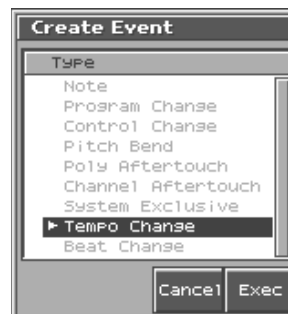 Create Event
Type
Note
Program Change
Control Change
Pitch Bend
Poly Aftertouch
Channel Aftertouch
System Exclusive
Tempo Change
Beat Change
Cancel Exec